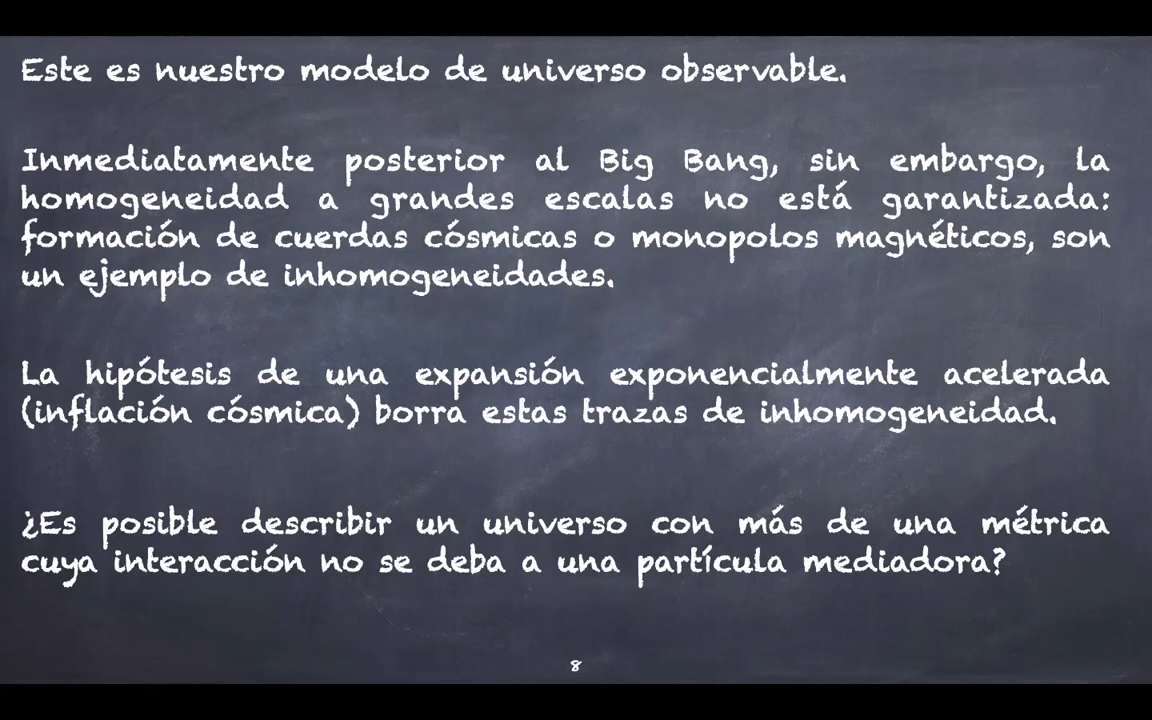 Este es nuestro modelo de universo observable.
Inmediatamente posterior al Big Bang, sin embargo, la
homogeneidad a grandes escalas no está garantizada:
formación de cuerdas cósmicas o monopolos magnéticos, son
un ejemplo de inhomogeneidades.
La hipótesis de una expansión exponencialmente acelerada
(inflación cósmica) borra estas trazas de inhomogeneidad.
¿Es posible describir un universo con más de una métrica
cuya interacción no se deba a una partícula mediadora?
8